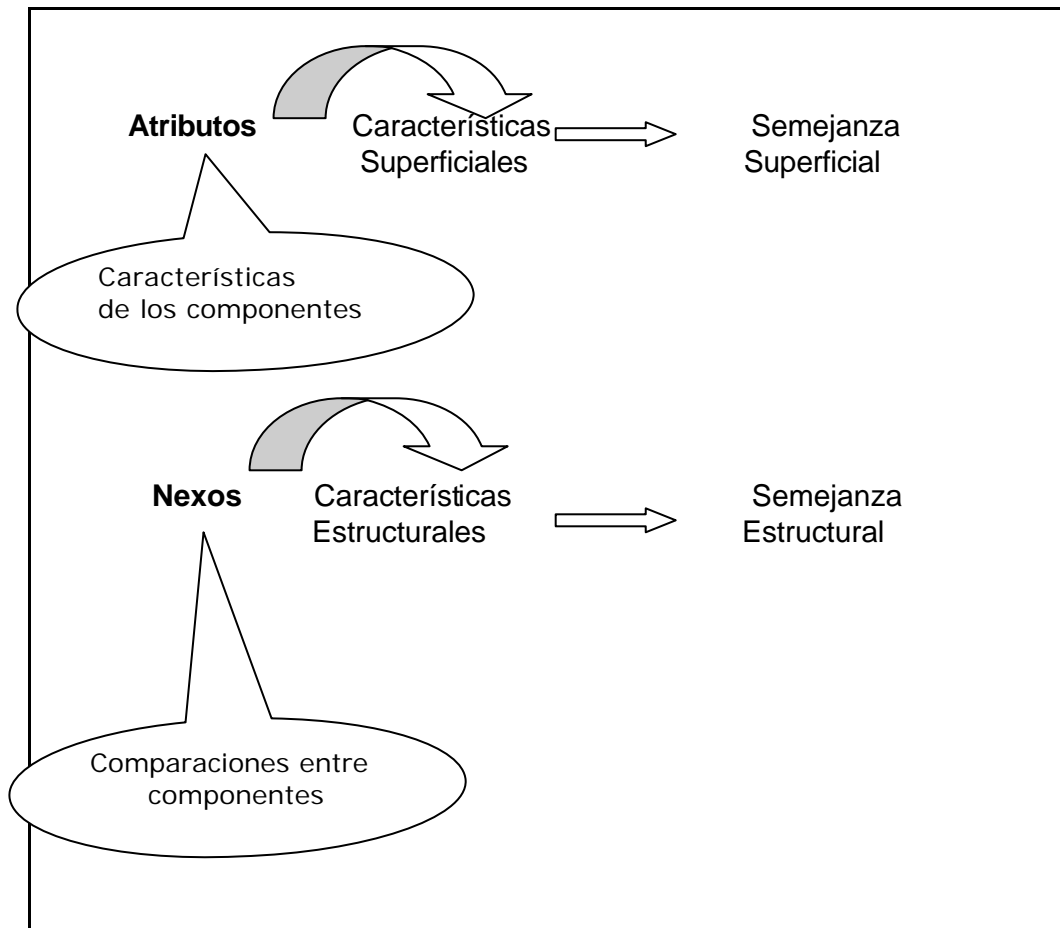 Atributos Características Semejanza
Superficiales Superficial
Características
de los componentes
Nexos Características Semejanza
Estructurales Estructural
Comparaciones entre
componentes